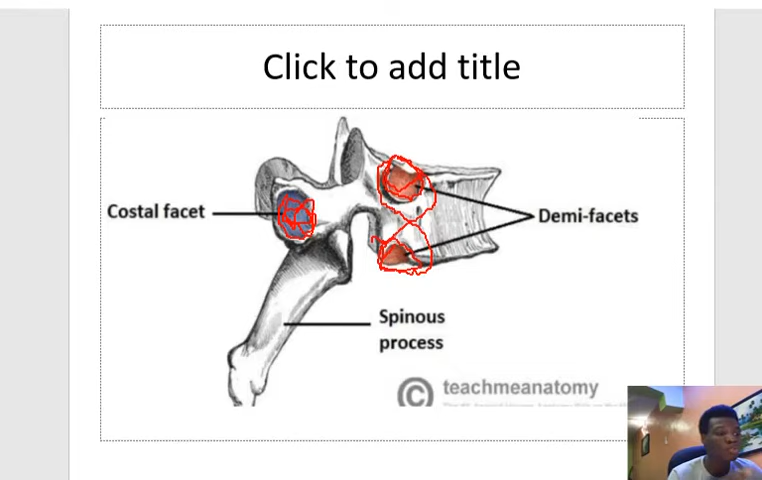 Click to add title
Costal facet
Demi-facets
Spinous
process
© teachmeanatomy